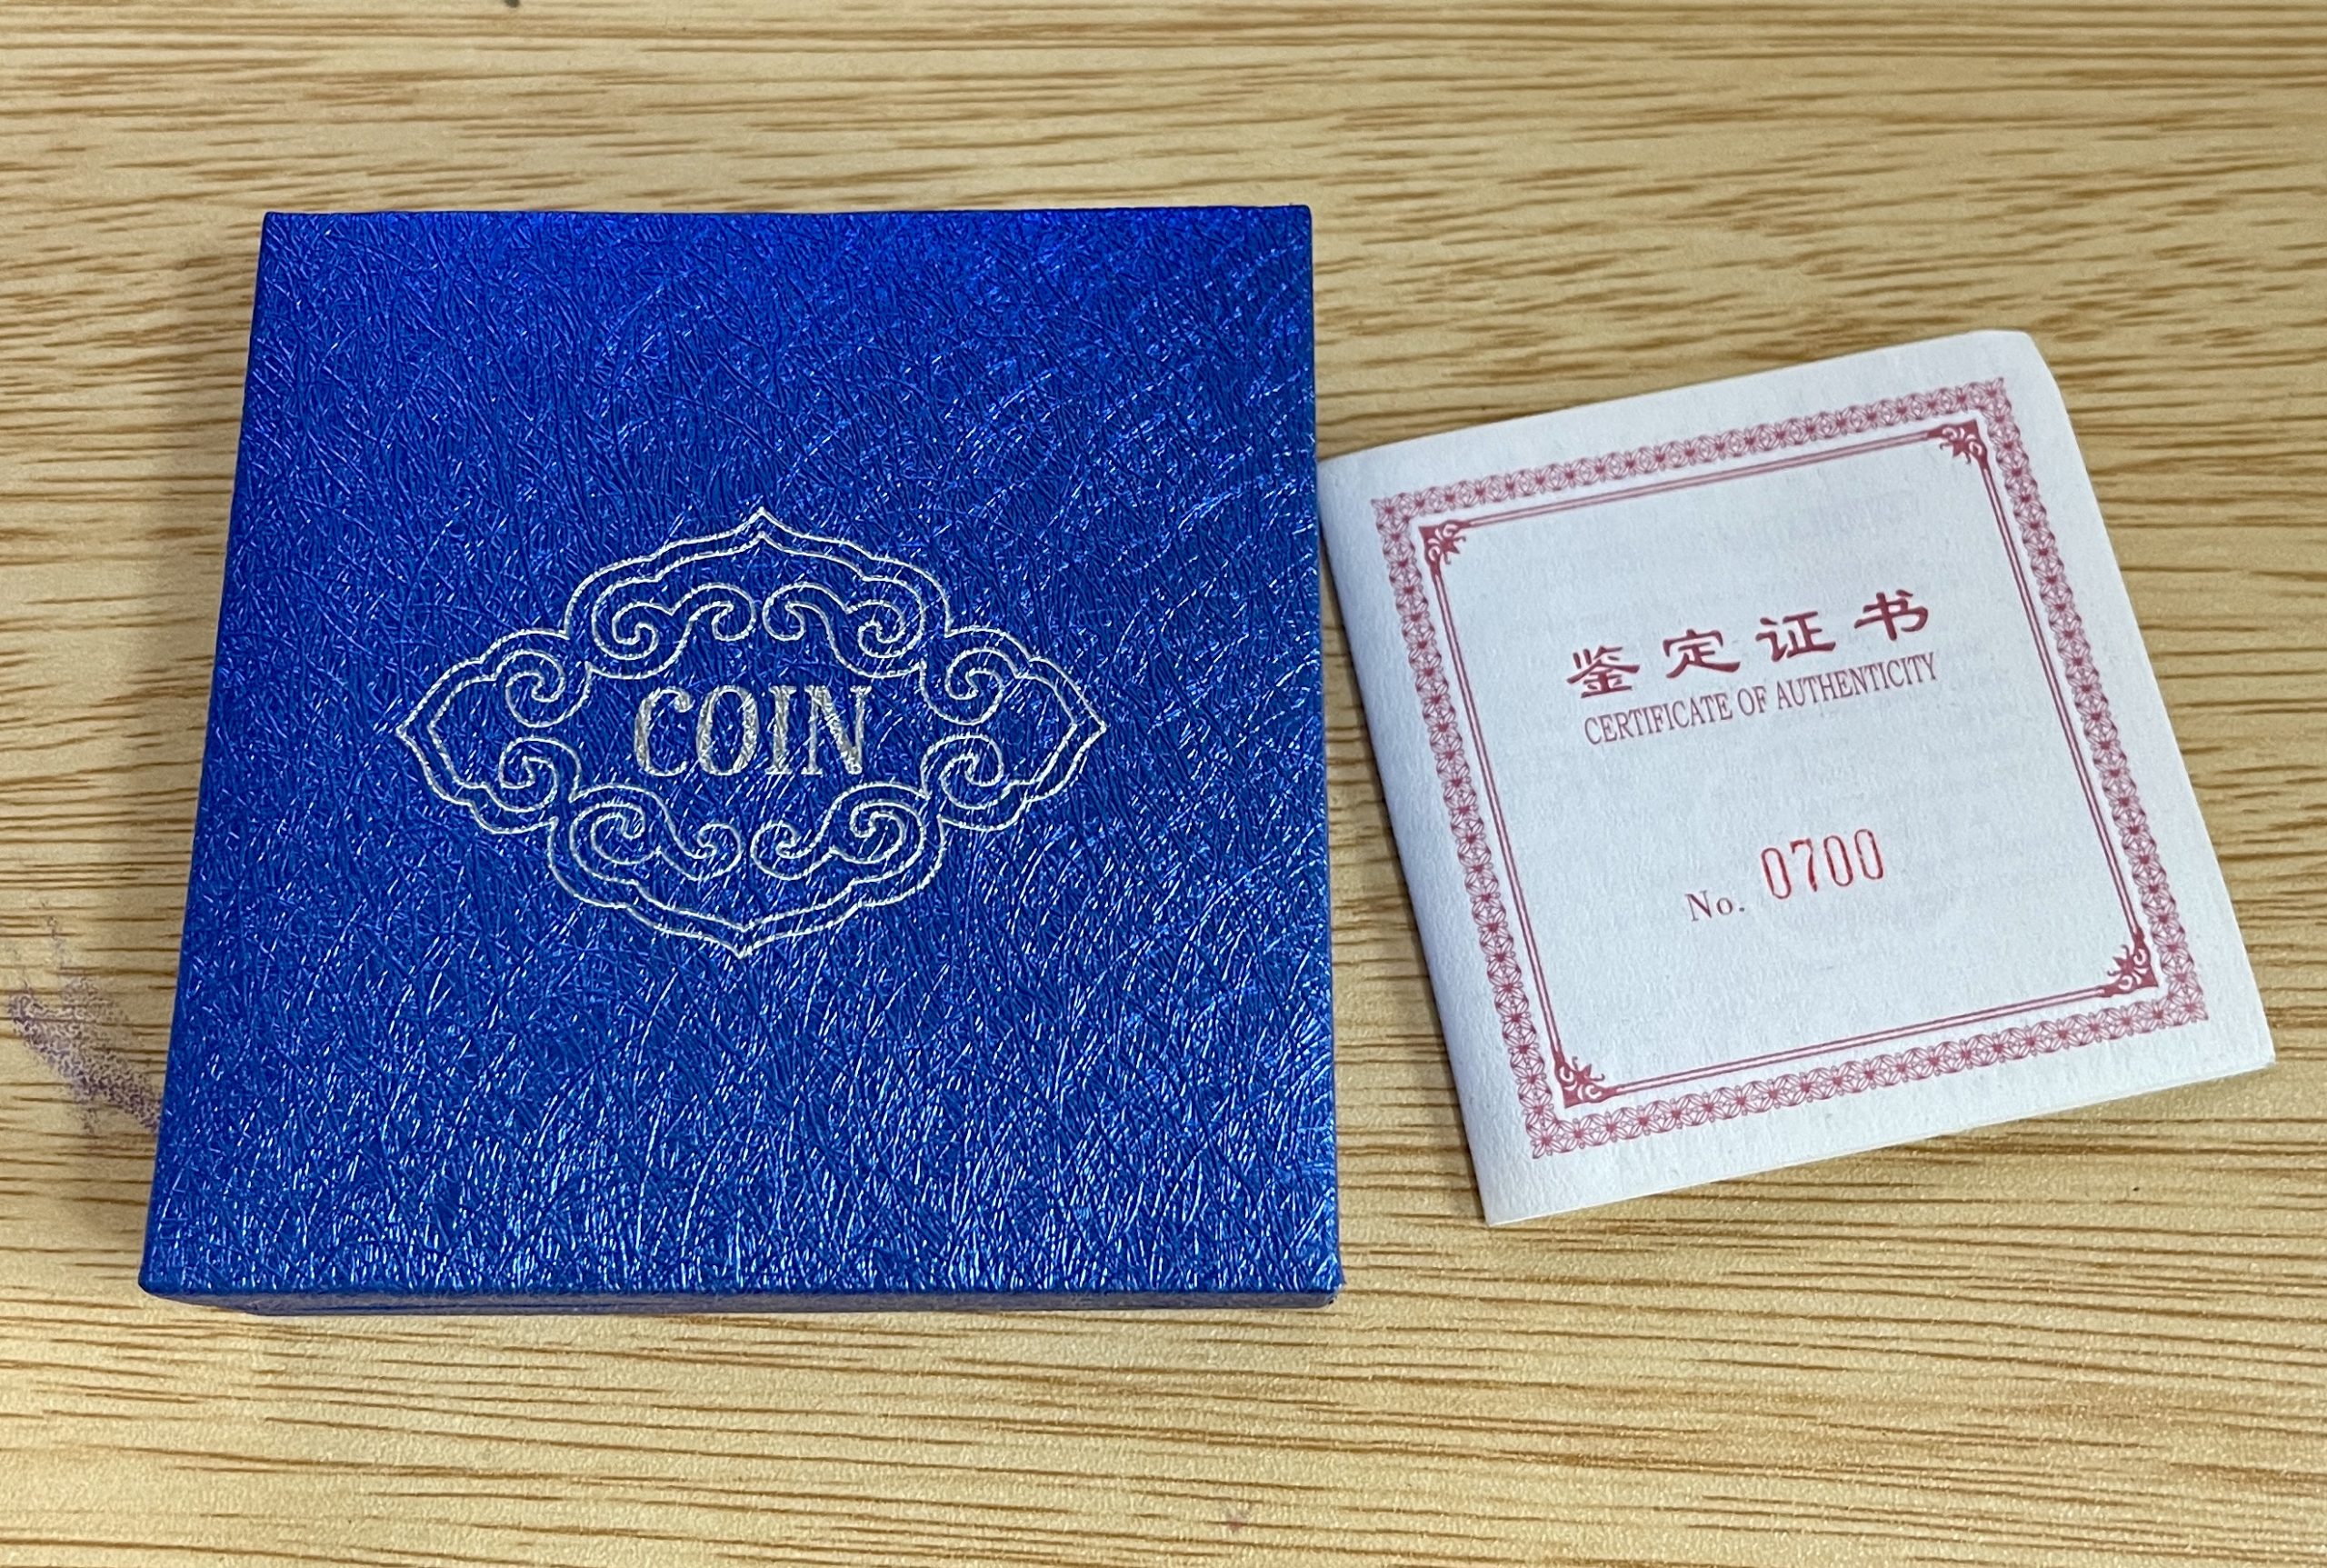 COIN
鉴定证书
CERTIFICATE OF AUTHENTICITY
No. 0700